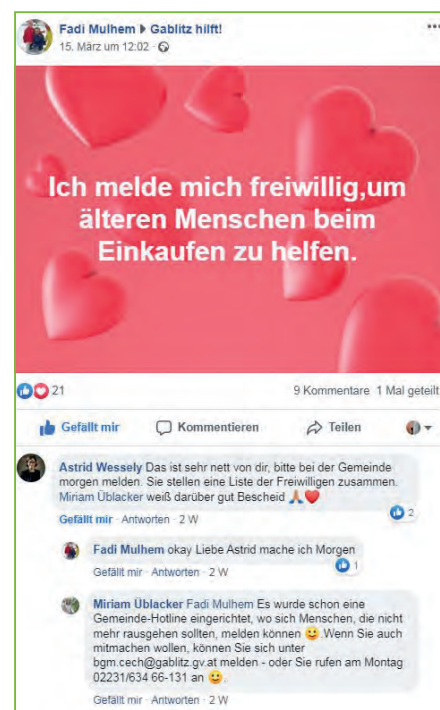 Fadi Mulhem ▶ Gablitz hilft!
15. März um 12:02 ·
Ich melde mich freiwillig,um
älteren Menschen beim
Einkaufen zu helfen.
21
9 Kommentare 1 Mal geteilt
Gefällt mir
Kommentieren
Teilen
Astrid Wessely Das ist sehr nett von dir, bitte bei der Gemeinde
morgen melden. Sie stellen eine Liste der Freiwilligen zusammen.
Miriam Üblacker weiß darüber gut Bescheid 🙏❤️
2
Gefällt mir · Antworten · 2 W
Fadi Mulhem okay Liebe Astrid mache ich Morgen
1
Gefällt mir · Antworten · 2 W
Miriam Üblacker Fadi Mulhem Es wurde schon eine
Gemeinde-Hotline eingerichtet, wo sich Menschen, die nicht
mehr rausgehen sollten, melden können 🙂.Wenn Sie auch
mitmachen wollen, können Sie sich unter
bgm.cech@gablitz.gv.at melden - oder Sie rufen am Montag
02231/634 66-131 an 🙂.
Gefällt mir · Antworten · 2 W